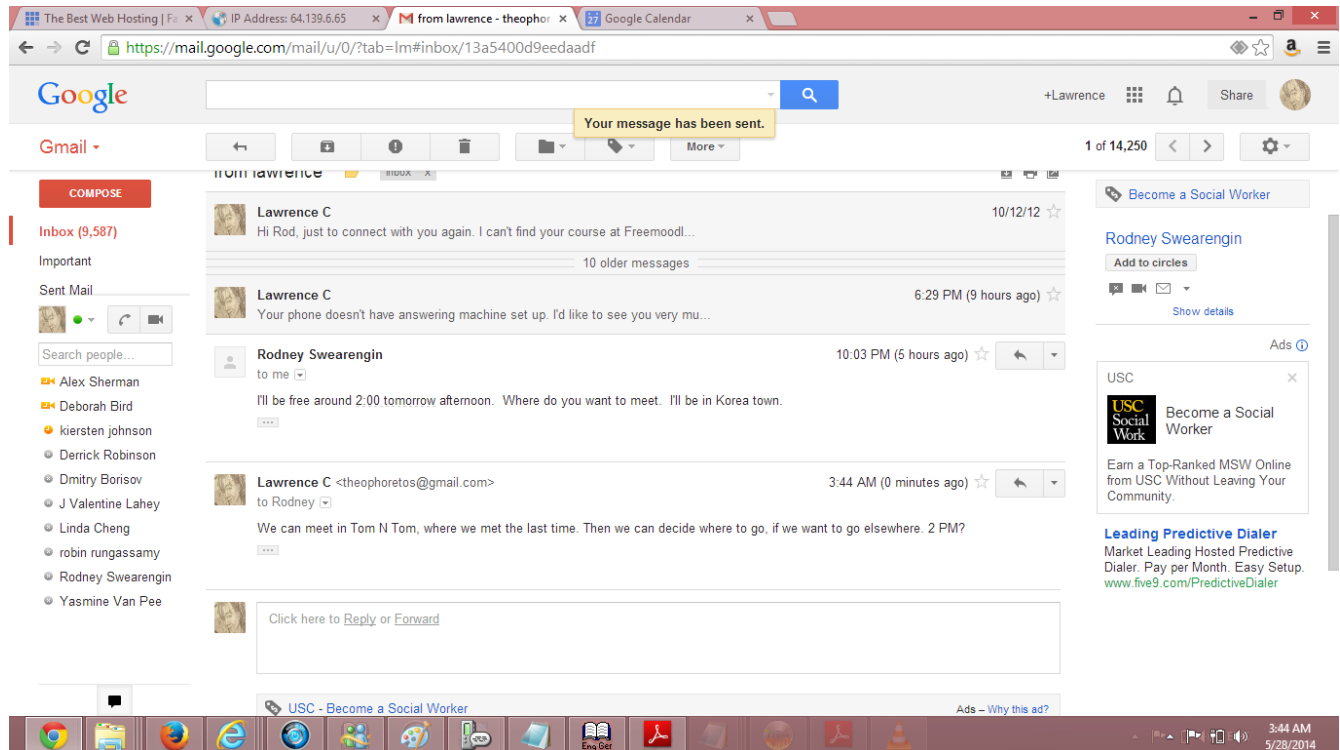 The Best Web Hosting | Fa
IP Address: 64.139.6.65
from lawrence - theophor
27 Google Calendar
https://mail.google.com/mail/u/0/?tab=lm#inbox/13a5400d9eedaadf
Google
+Lawrence
Share
Your message has been sent.
Gmail
More
1 of 14,250
from lawrence
Inbox x
COMPOSE
Inbox (9,587)
Important
Sent Mail
Search people...
Alex Sherman
Deborah Bird
kiersten johnson
Derrick Robinson
Dmitry Borisov
J Valentine Lahey
Linda Cheng
robin rungassamy
Rodney Swearengin
Yasmine Van Pee
Lawrence C 10/12/12
Hi Rod, just to connect with you again. I can't find your course at Freemoodl...
10 older messages
Lawrence C 6:29 PM (9 hours ago)
Your phone doesn't have answering machine set up. I'd like to see you very mu...
Rodney Swearengin 10:03 PM (5 hours ago)
to me
I'll be free around 2:00 tomorrow afternoon. Where do you want to meet. I'll be in Korea town.
Lawrence C <theophoretos@gmail.com> 3:44 AM (0 minutes ago)
to Rodney
We can meet in Tom N Tom, where we met the last time. Then we can decide where to go, if we want to go elsewhere. 2 PM?
Click here to Reply or Forward
USC - Become a Social Worker
Ads – Why this ad?
Become a Social Worker
Rodney Swearengin
Add to circles
Show details
Ads
USC
USC
Social
Work
Become a Social
Worker
Earn a Top-Ranked MSW Online
from USC Without Leaving Your
Community.
Leading Predictive Dialer
Market Leading Hosted Predictive
Dialer. Pay per Month. Easy Setup.
www.five9.com/PredictiveDialer
Eng Ger
3:44 AM
5/28/2014